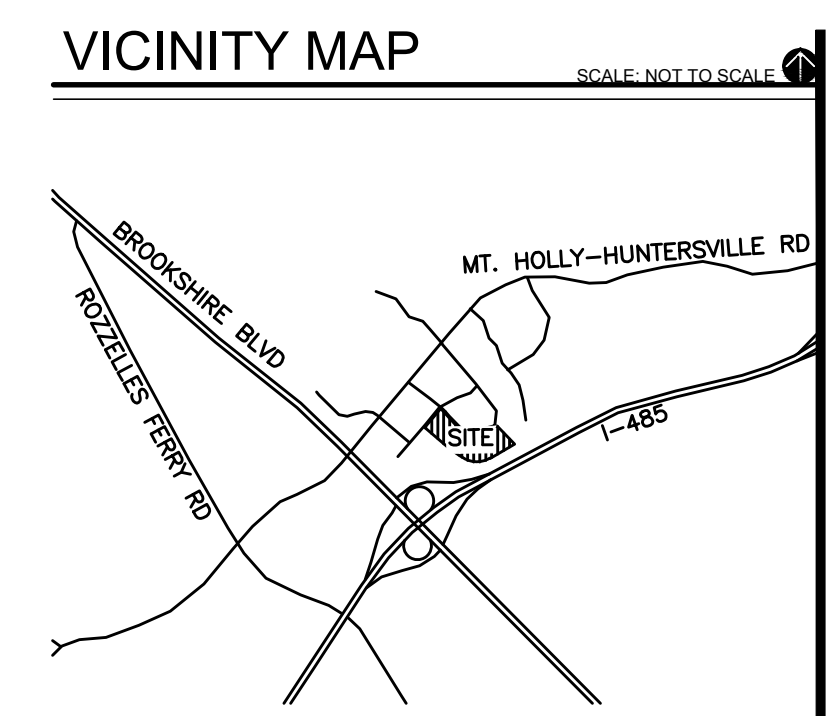 VICINITY MAP
SCALE: NOT TO SCALE
BROOKSHIRE BLVD
MT. HOLLY-HUNTERSVILLE RD
ROZZELLES FERRY RD
I-485
SITE